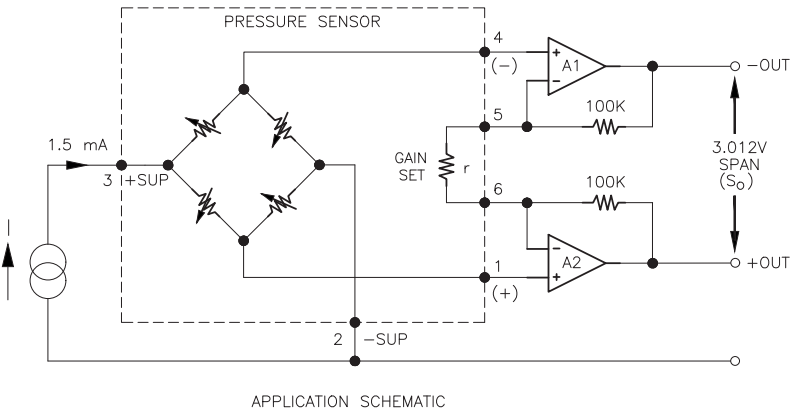 PRESSURE SENSOR
4
(−)
+
A1
−
−OUT
100K
5
1.5 mA
3 +SUP
GAIN
SET
r
3.012V
SPAN
(So)
6
100K
I
−
A2
+
+OUT
1
(+)
2 −SUP
APPLICATION SCHEMATIC